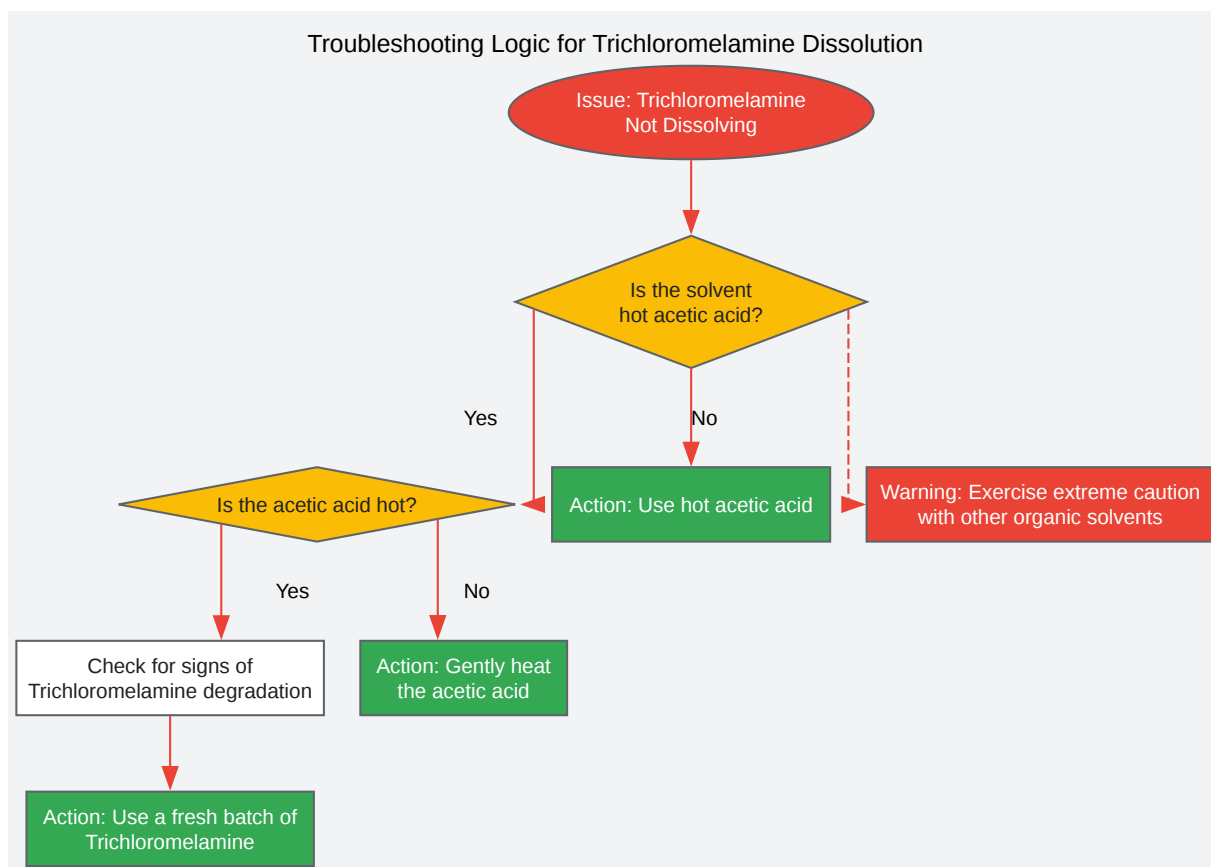 Troubleshooting Logic for Trichloromelamine Dissolution
Issue: Trichloromelamine
Not Dissolving
Is the solvent
hot acetic acid?
Yes
No
Is the acetic acid hot?
Action: Use hot acetic acid
Warning: Exercise extreme caution
with other organic solvents
Yes
No
Check for signs of
Trichloromelamine degradation
Action: Gently heat
the acetic acid
Action: Use a fresh batch of
Trichloromelamine